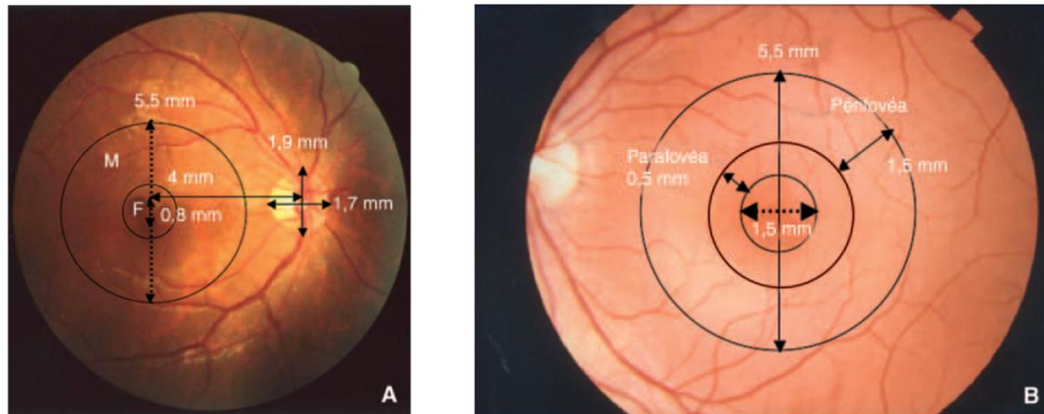 5,5 mm
1,9 mm
M
4 mm
F
0,8 mm
1,7 mm
A
5,5 mm
Périfovéa
Parafovéa
0,5 mm
1,5 mm
1,5 mm
B